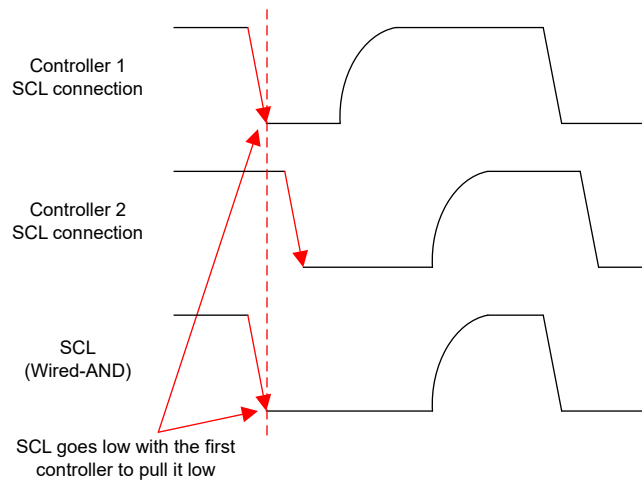 Controller 1
SCL connection
Controller 2
SCL connection
SCL
(Wired-AND)
SCL goes low with the first
controller to pull it low